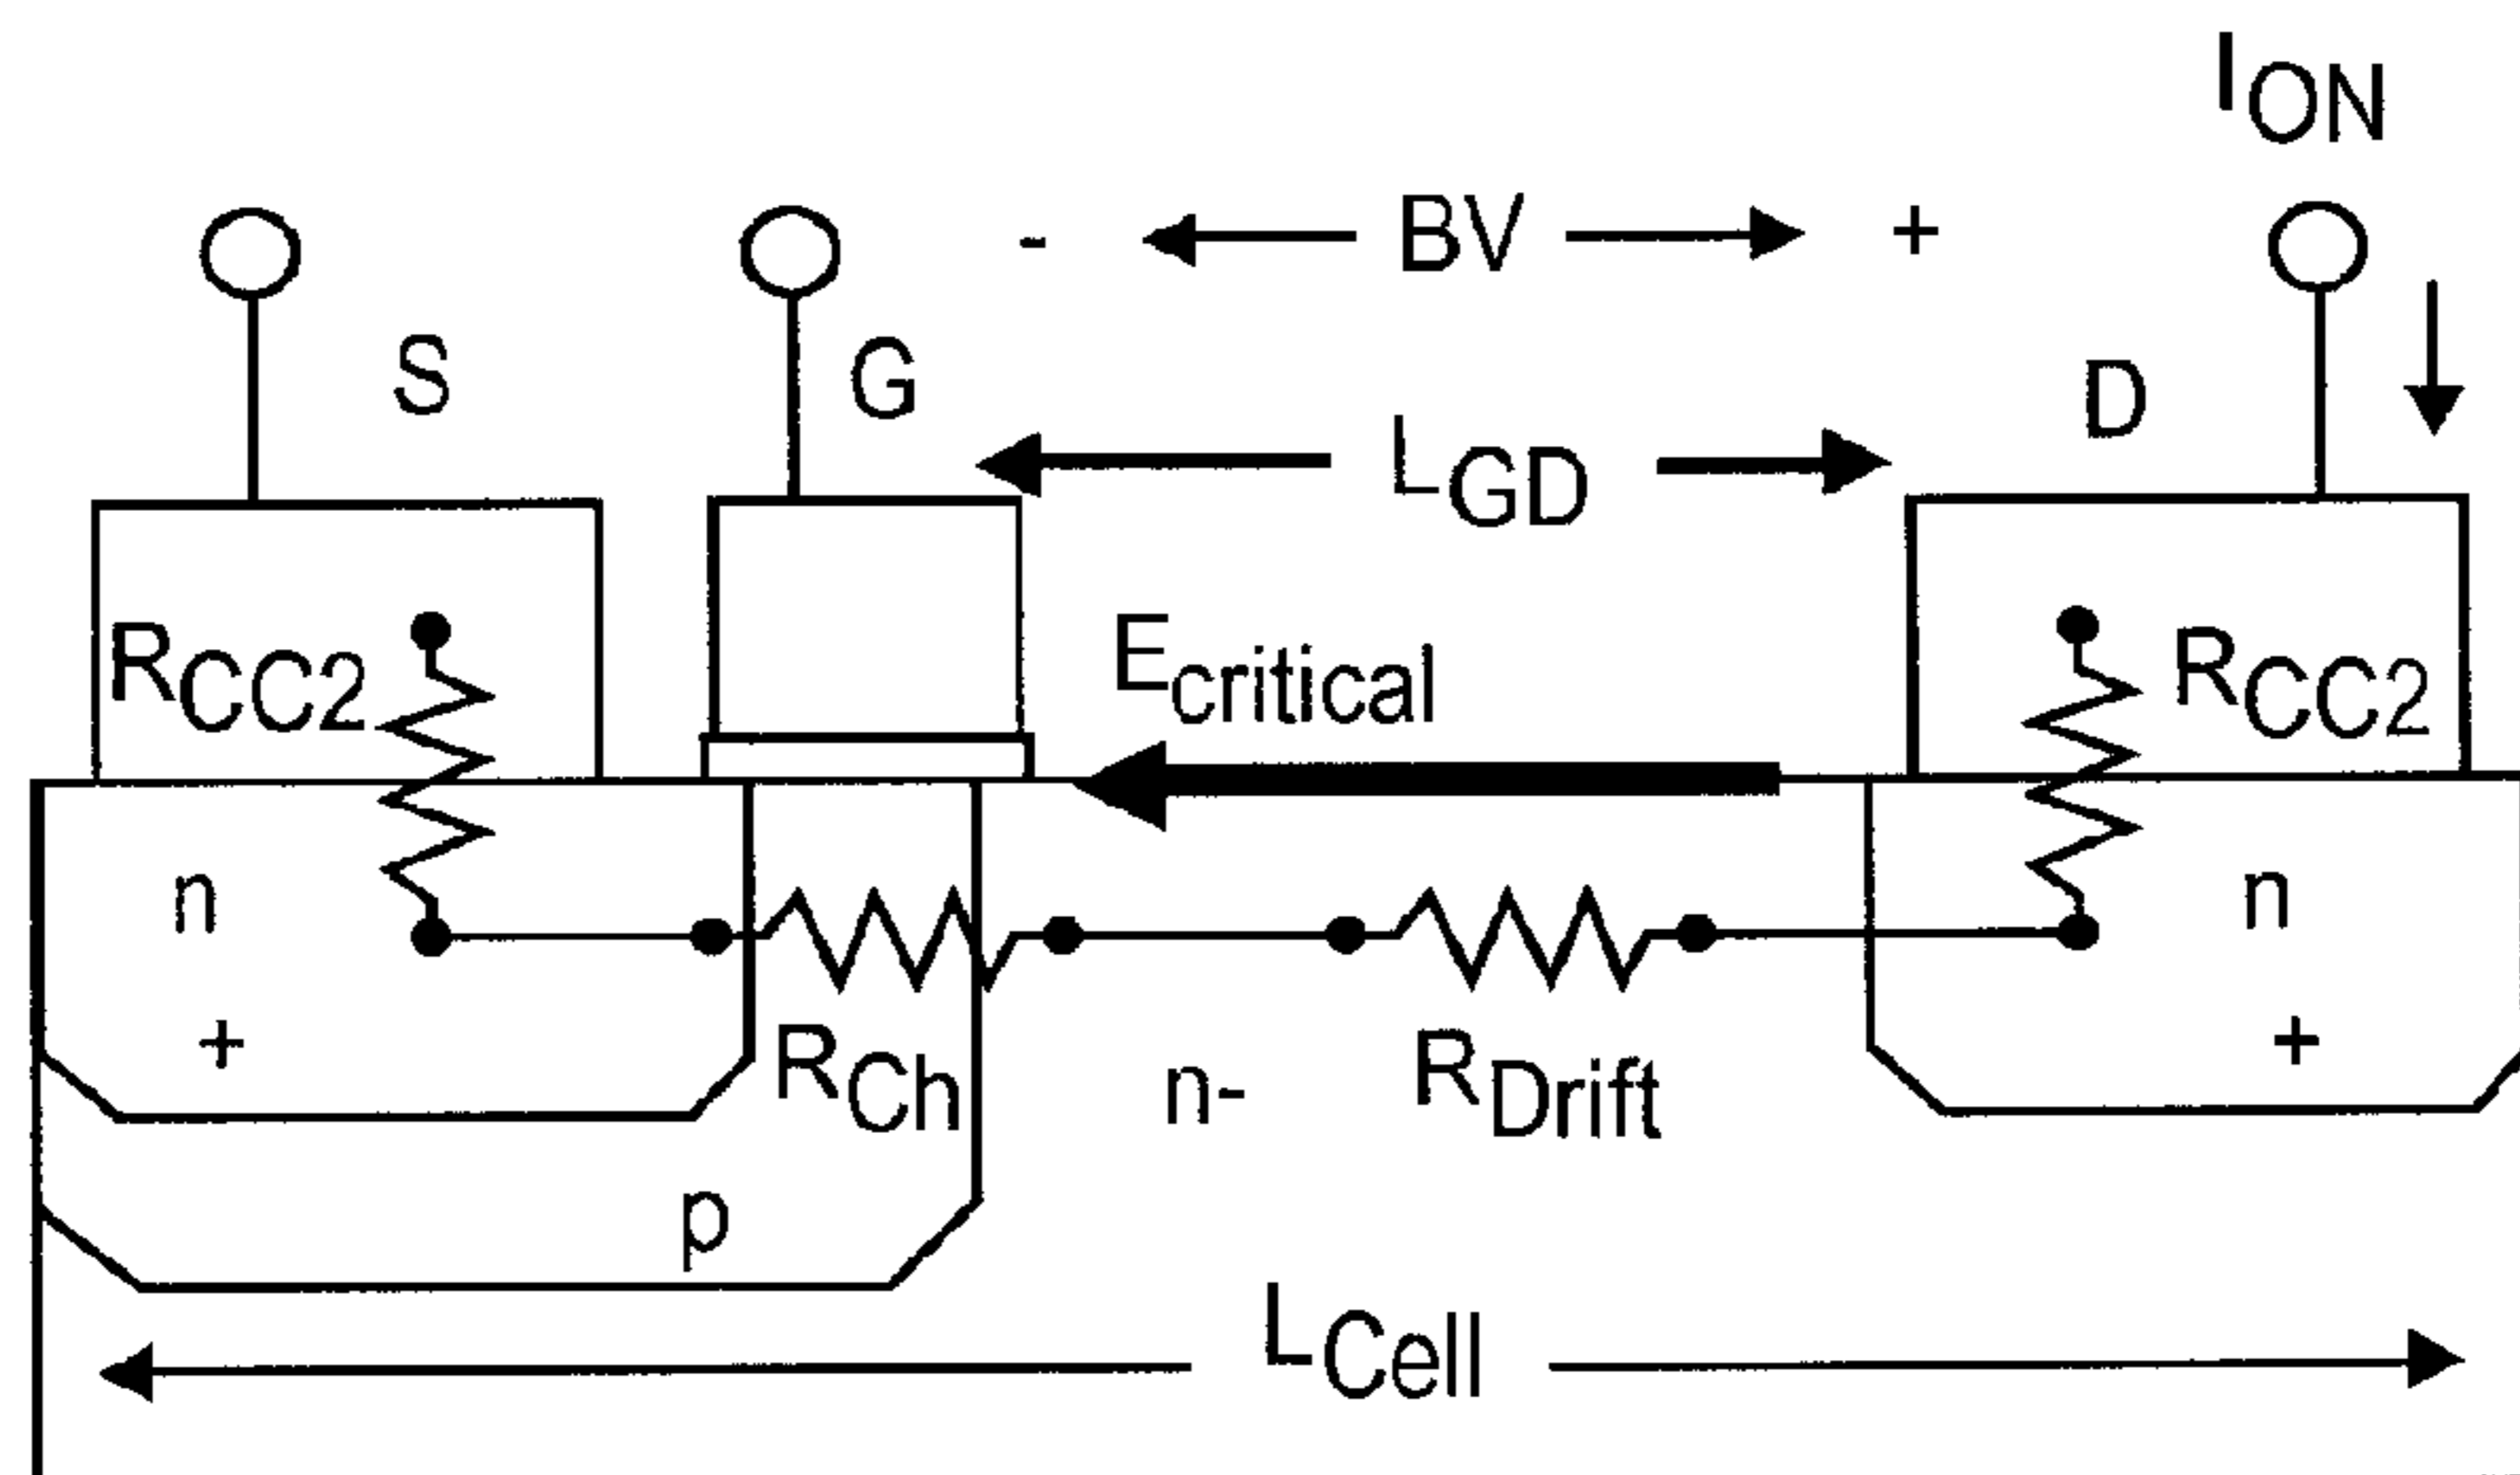 I_ON
- BV +
S G D
L_GD
R_CC2 E_critical R_CC2
n n
+ R_Ch n- R_Drift +
p
L_Cell